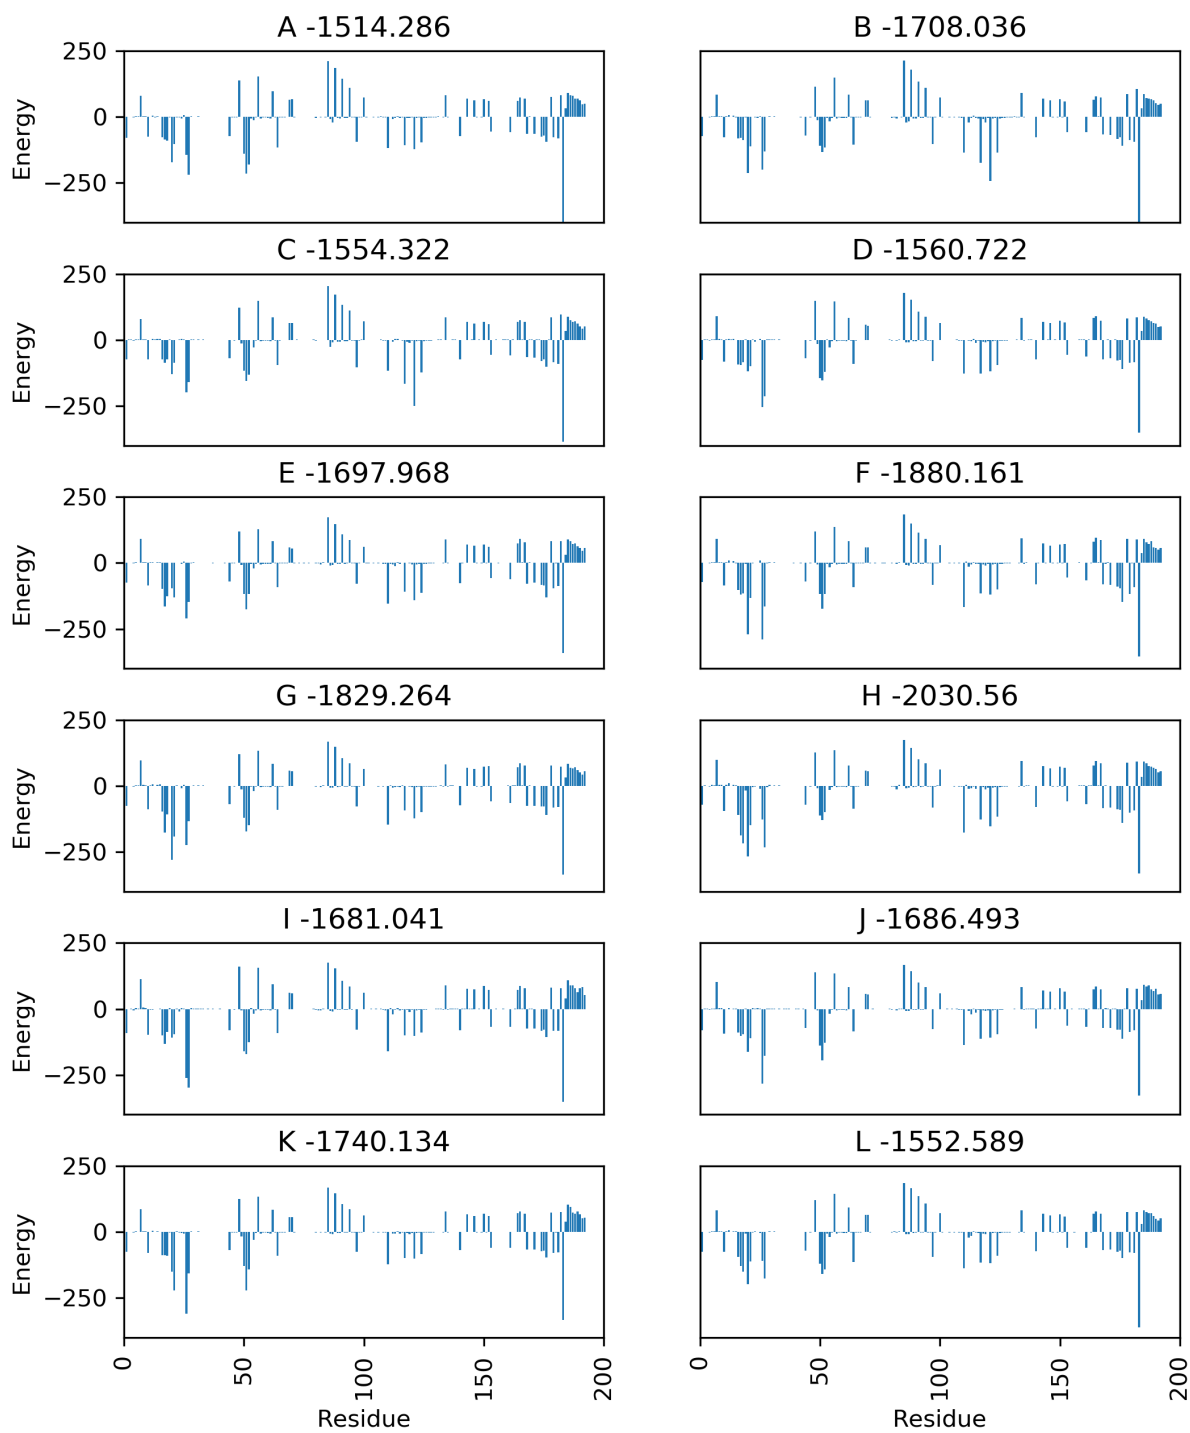 A -1514.286
B -1708.036
250
0
−250
Energy
C -1554.322
D -1560.722
250
0
−250
Energy
E -1697.968
F -1880.161
250
0
−250
Energy
G -1829.264
H -2030.56
250
0
−250
Energy
I -1681.041
J -1686.493
250
0
−250
Energy
K -1740.134
L -1552.589
250
0
−250
Energy
0 50 100 150 200
0 50 100 150 200
Residue
Residue